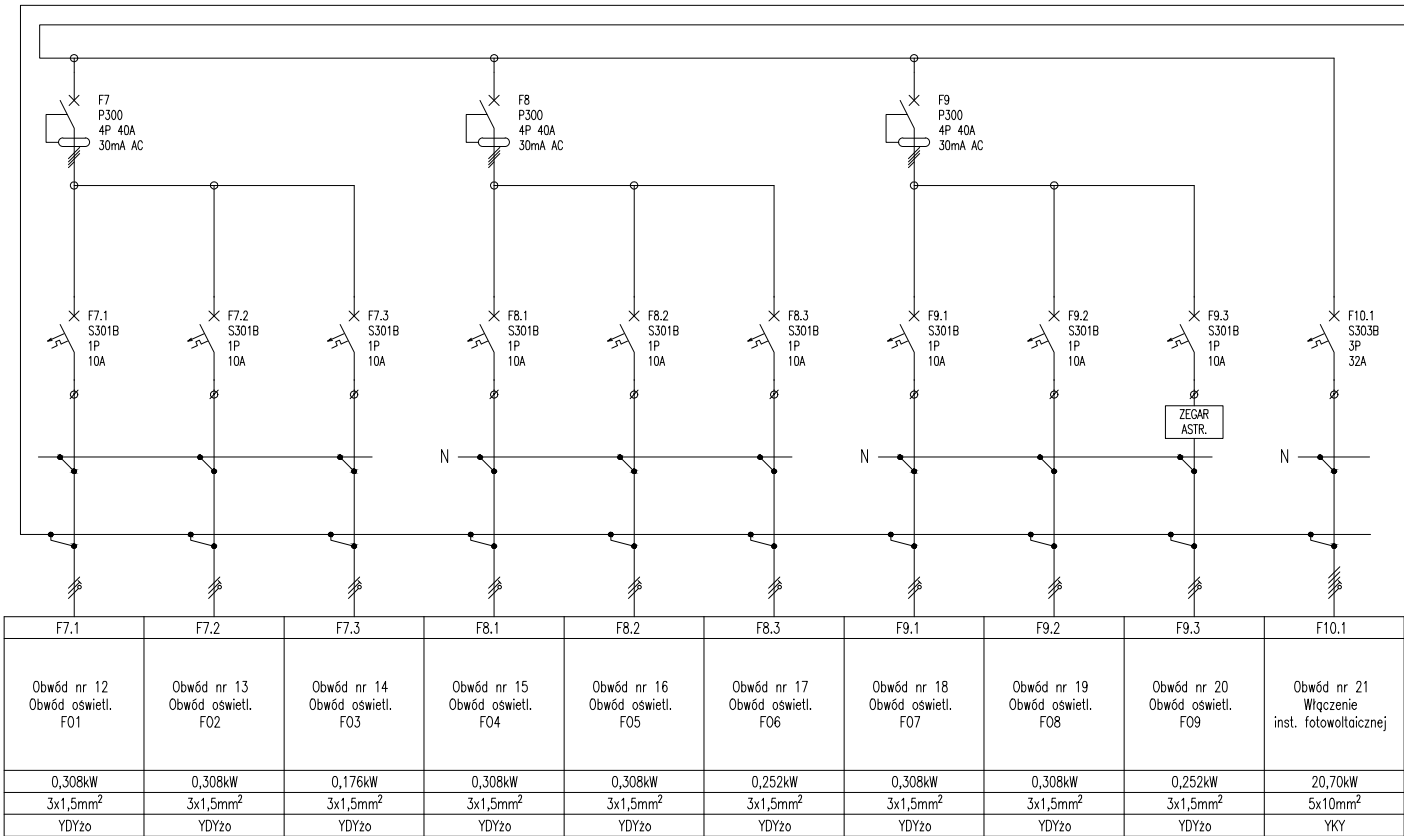 F7
P300
4P 40A
30mA AC
F8
P300
4P 40A
30mA AC
F9
P300
4P 40A
30mA AC
F7.1
S301B
1P
10A
F7.2
S301B
1P
10A
F7.3
S301B
1P
10A
F8.1
S301B
1P
10A
F8.2
S301B
1P
10A
F8.3
S301B
1P
10A
F9.1
S301B
1P
10A
F9.2
S301B
1P
10A
F9.3
S301B
1P
10A
F10.1
S303B
3P
32A
ZEGAR
ASTR.
N
N
N
F7.1 F7.2 F7.3 F8.1 F8.2 F8.3 F9.1 F9.2 F9.3 F10.1
Obwód nr 12
Obwód oświetl.
FO1
Obwód nr 13
Obwód oświetl.
FO2
Obwód nr 14
Obwód oświetl.
FO3
Obwód nr 15
Obwód oświetl.
FO4
Obwód nr 16
Obwód oświetl.
FO5
Obwód nr 17
Obwód oświetl.
FO6
Obwód nr 18
Obwód oświetl.
FO7
Obwód nr 19
Obwód oświetl.
FO8
Obwód nr 20
Obwód oświetl.
FO9
Obwód nr 21
Włączenie
inst. fotowoltaicznej
0,308kW 0,308kW 0,176kW 0,308kW 0,308kW 0,252kW 0,308kW 0,308kW 0,252kW 20,70kW
3x1,5mm² 3x1,5mm² 3x1,5mm² 3x1,5mm² 3x1,5mm² 3x1,5mm² 3x1,5mm² 3x1,5mm² 3x1,5mm² 5x10mm²
YDYżo YDYżo YDYżo YDYżo YDYżo YDYżo YDYżo YDYżo YDYżo YKY